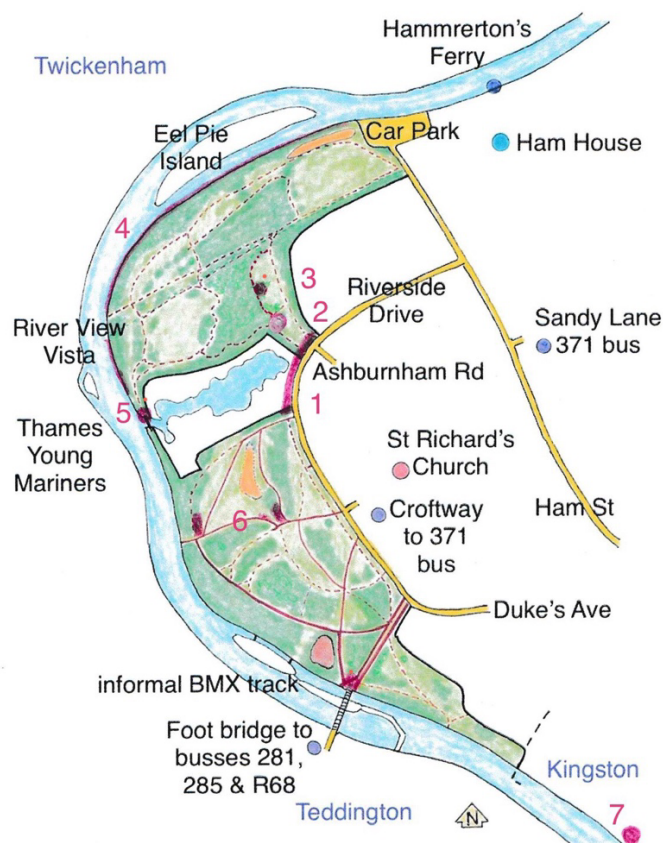 Hammrerton's
Ferry
Twickenham
Eel Pie
Island
Car Park
Ham House
4
3
2
Riverside
Drive
River View
Vista
Sandy Lane
371 bus
Ashburnham Rd
5
1
Thames
Young
Mariners
St Richard's
Church
6
Croftway
to 371
bus
Ham St
Duke's Ave
informal BMX track
Foot bridge to
busses 281,
285 & R68
Kingston
Teddington
N
7